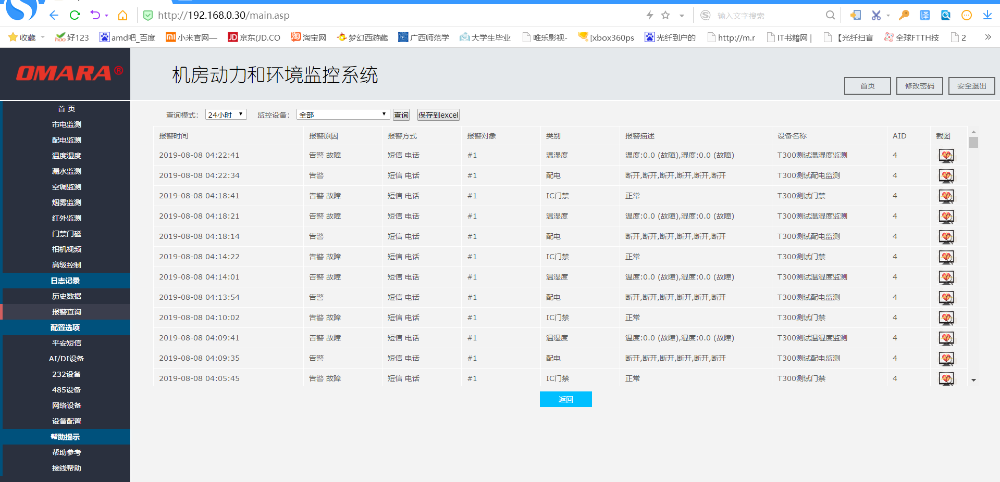 http://192.168.0.30/main.asp
输入文字搜索
译
收藏 好123 amd吧_百度 小米官网— 京东(JD.CO 淘宝网 梦幻西游藏 广西师范学 大学生毕业 唯乐影视- [xbox360ps 光纤到户的 http://m.r IT书籍网 | 【光纤扫盲 全球FTTH技 2 »
OMARA®
机房动力和环境监控系统
首页 修改密码 安全退出
首 页
市电监测
配电监测
温度湿度
漏水监测
空调监测
烟雾监测
红外监测
门禁门磁
相机视频
高级控制
日志记录
历史数据
报警查询
配置选项
平安短信
AI/DI设备
232设备
485设备
网络设备
设备配置
帮助提示
帮助参考
接线帮助
查询模式: 24小时 监控设备: 全部 查询 保存到excel
报警时间 报警原因 报警方式 报警对象 类别 报警描述 设备名称 AID 截图
2019-08-08 04:22:41 告警 故障 短信 电话 #1 温湿度 温度:0.0 (故障),湿度:0.0 (故障) T300测试温湿度监测 4
2019-08-08 04:22:34 告警 短信 电话 #1 配电 断开,断开,断开,断开,断开,断开 T300测试配电监测 4
2019-08-08 04:18:41 告警 故障 短信 电话 #1 IC门禁 正常 T300测试门禁 4
2019-08-08 04:18:21 告警 故障 短信 电话 #1 温湿度 温度:0.0 (故障),湿度:0.0 (故障) T300测试温湿度监测 4
2019-08-08 04:18:14 告警 短信 电话 #1 配电 断开,断开,断开,断开,断开,断开 T300测试配电监测 4
2019-08-08 04:14:22 告警 故障 短信 电话 #1 IC门禁 正常 T300测试门禁 4
2019-08-08 04:14:01 告警 故障 短信 电话 #1 温湿度 温度:0.0 (故障),湿度:0.0 (故障) T300测试温湿度监测 4
2019-08-08 04:13:54 告警 短信 电话 #1 配电 断开,断开,断开,断开,断开,断开 T300测试配电监测 4
2019-08-08 04:10:02 告警 故障 短信 电话 #1 IC门禁 正常 T300测试门禁 4
2019-08-08 04:09:41 告警 故障 短信 电话 #1 温湿度 温度:0.0 (故障),湿度:0.0 (故障) T300测试温湿度监测 4
2019-08-08 04:09:35 告警 短信 电话 #1 配电 断开,断开,断开,断开,断开,断开 T300测试配电监测 4
2019-08-08 04:05:45 告警 故障 短信 电话 #1 IC门禁 正常 T300测试门禁 4
返回